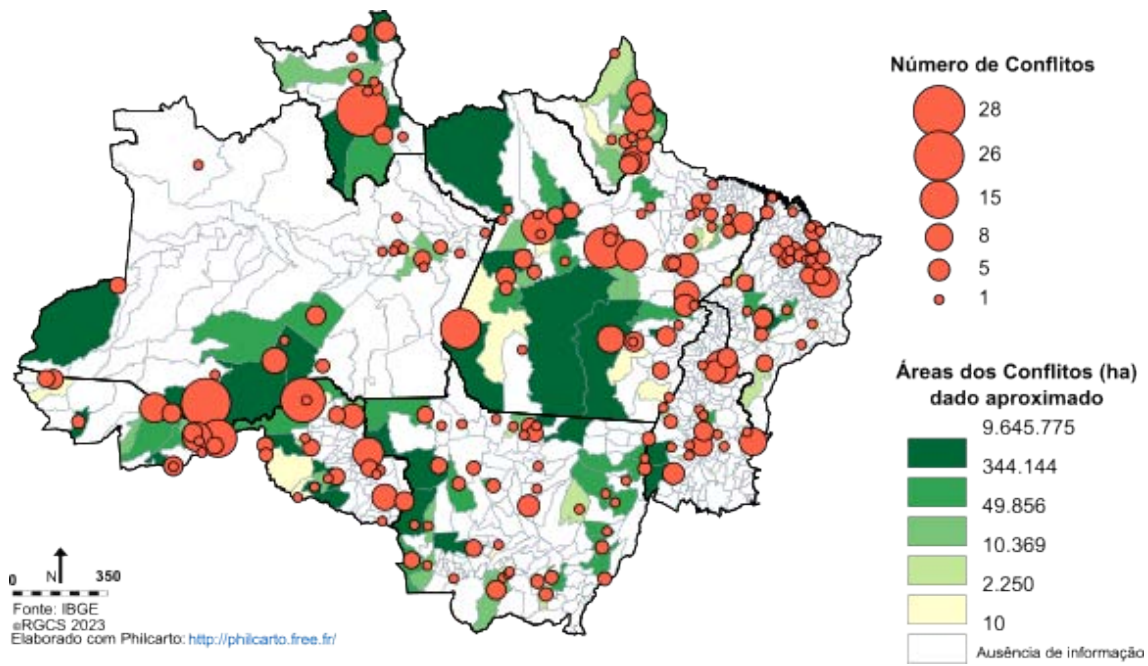 Número de Conflitos
28
26
15
8
5
1
Áreas dos Conflitos (ha)
dado aproximado
9.645.775
344.144
49.856
10.369
2.250
10
Ausência de informação
0 N 350
Fonte: IBGE
©RGCS 2023
Elaborado com Philcarto: http://philcarto.free.fr/